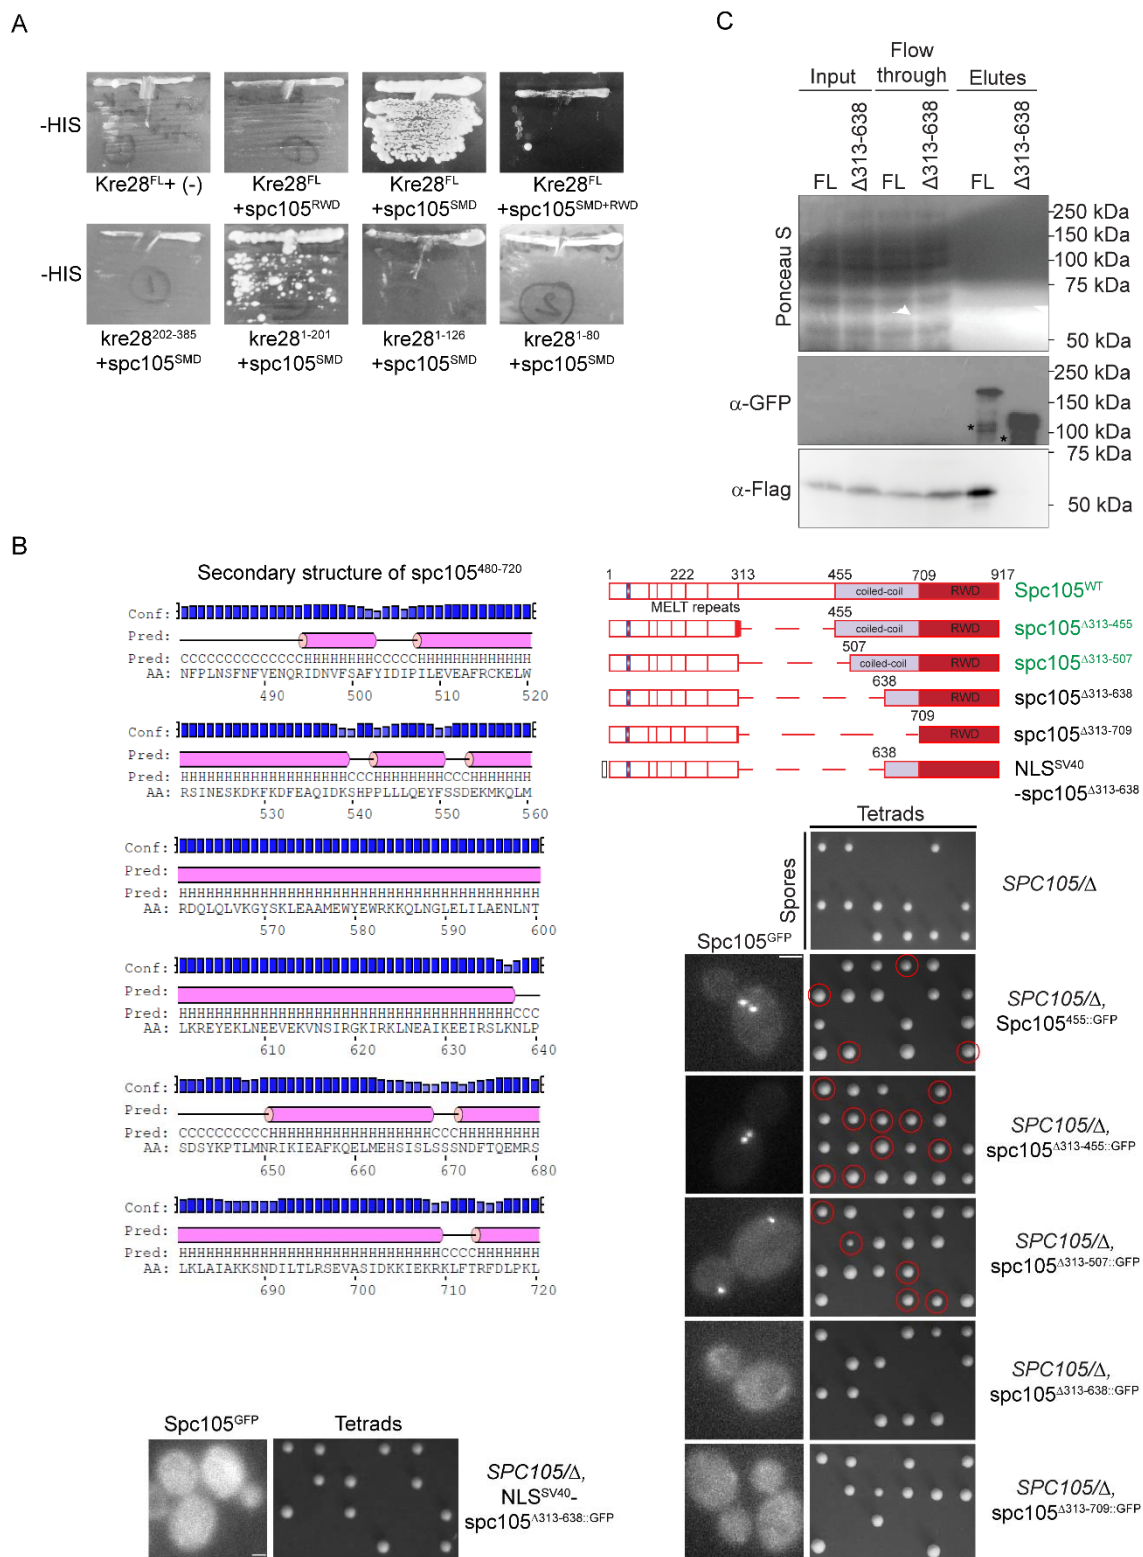 A
-HIS
Kre28FL+ (-)
Kre28FL
+spc105RWD
Kre28FL
+spc105SMD
Kre28FL
+spc105SMD+RWD
-HIS
kre28202-385
+spc105SMD
kre281-201
+spc105SMD
kre281-126
+spc105SMD
kre281-80
+spc105SMD
C
Input
Flow
through
Elutes
FL
Δ313-638
FL
Δ313-638
FL
Δ313-638
Ponceau S
250 kDa
150 kDa
100 kDa
75 kDa
50 kDa
α-GFP
250 kDa
150 kDa
100 kDa
* *
α-Flag
75 kDa
50 kDa
B
Secondary structure of spc105480-720
Conf:
Pred:
Pred: CCCCCCCCCCCCCCHHHHHHHHCCCCCHHHHHHHHHHHHH
AA: NFPLNSFNFVENQRIDNVFSAFYIDIPILEVEAFRCKELW
490 500 510 520
Conf:
Pred:
Pred: HHHHHHHHHHHHHHHHHHHCCCHHHHHHHHCCCHHHHHHH
AA: RSINESKDKFKDFEAQIDKSHPPLLLQEYFSSDEKMKQLM
530 540 550 560
Conf:
Pred:
Pred: HHHHHHHHHHHHHHHHHHHHHHHHHHHHHHHHHHHHHHHH
AA: RDQLQLVKGYSKLEAAMEWYEWRKKQLNGLELILAENLNT
570 580 590 600
Conf:
Pred:
Pred: HHHHHHHHHHHHHHHHHHHHHHHHHHHHHHHHHHHHHCCC
AA: LKREYEKLNEEVEKVNSIRGKIRKLNEAIKEEIRSLKNLP
610 620 630 640
Conf:
Pred:
Pred: CCCCCCCCCCHHHHHHHHHHHHHHHHHHCCCHHHHHHHHH
AA: SDSYKPTLMNRIKIEAFKQELMEHSISLSSSNDFTQEMRS
650 660 670 680
Conf:
Pred:
Pred: HHHHHHHHHHHHHHHHHHHHHHHHHHHHHCCCCHHHHHHH
AA: LKLAIAKKSNDILTLRSEVASIDKKIEKRKLFTRFDLPKL
690 700 710 720
1 222 313 455 709 917
coiled-coil RWD Spc105WT
MELT repeats
455
coiled-coil RWD spc105Δ313-455
507
coiled-coil RWD spc105Δ313-507
638
RWD spc105Δ313-638
709
RWD spc105Δ313-709
638
NLSSV40
-spc105Δ313-638
Tetrads
Spores
SPC105/Δ
Spc105GFP
SPC105/Δ,
Spc105455::GFP
SPC105/Δ,
spc105Δ313-455::GFP
SPC105/Δ,
spc105Δ313-507::GFP
SPC105/Δ,
spc105Δ313-638::GFP
SPC105/Δ,
spc105Δ313-709::GFP
Spc105GFP
Tetrads
SPC105/Δ,
NLSSV40-
spc105Δ313-638::GFP